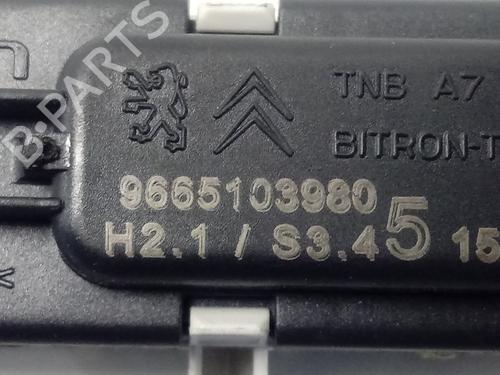 B-PARTS
TNB A7
BITRON-T
9665103980
H2.1 / S3.45 15